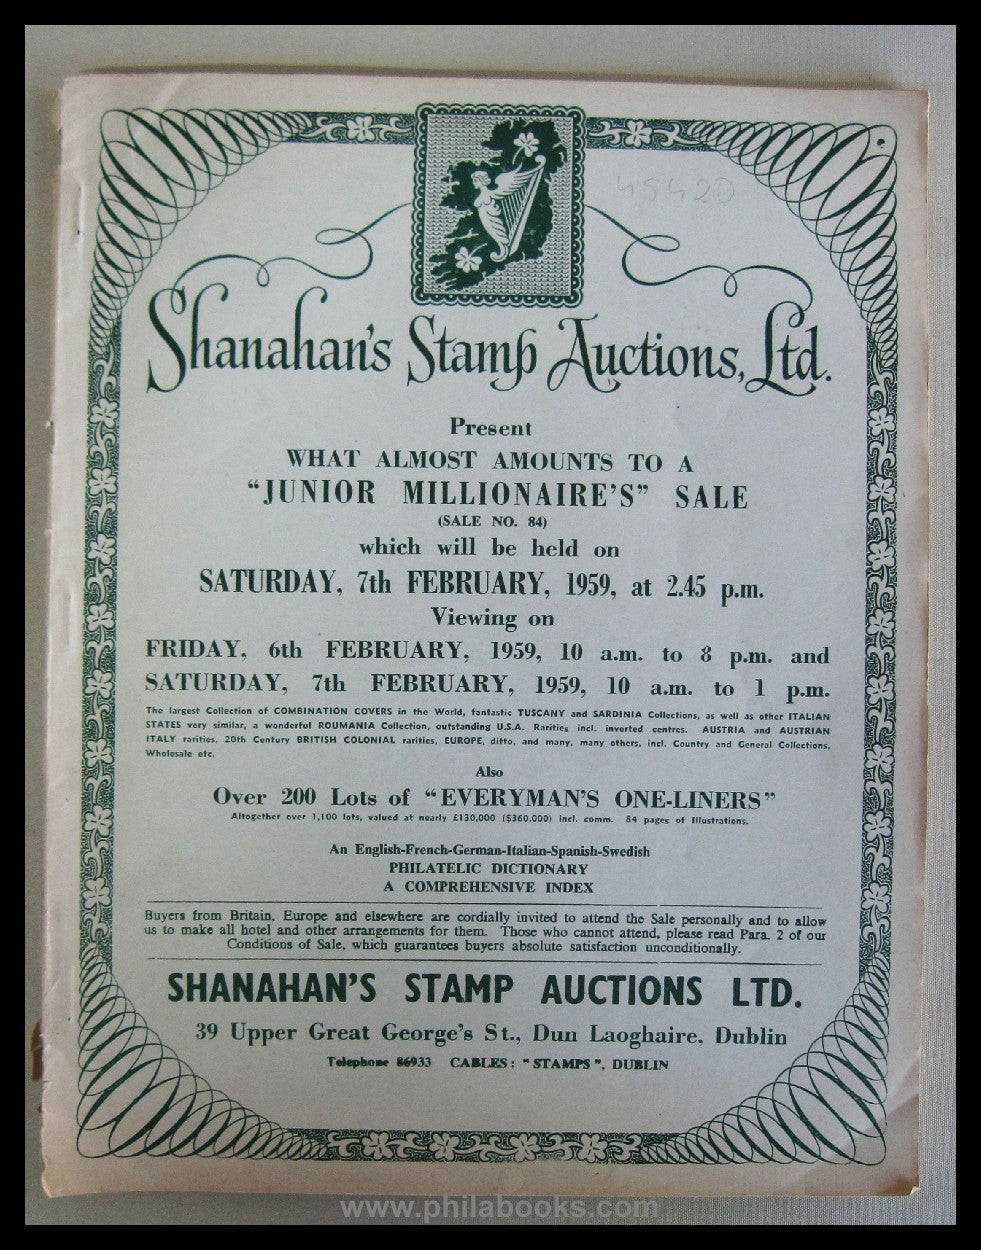 45420
Shanahan's Stamp Auctions, Ltd.
Present
WHAT ALMOST AMOUNTS TO A
"JUNIOR MILLIONAIRE'S" SALE
(SALE NO. 84)
which will be held on
SATURDAY, 7th FEBRUARY, 1959, at 2.45 p.m.
Viewing on
FRIDAY, 6th FEBRUARY, 1959, 10 a.m. to 8 p.m. and
SATURDAY, 7th FEBRUARY, 1959, 10 a.m. to 1 p.m.
The largest Collection of COMBINATION COVERS in the World, fantastic TUSCANY and SARDINIA Collections, as well as other ITALIAN
STATES very similar, a wonderful ROUMANIA Collection, outstanding U.S.A. Rarities incl. inverted centres. AUSTRIA and AUSTRIAN
ITALY rarities, 20th Century BRITISH COLONIAL rarities, EUROPE, ditto, and many, many others, incl. Country and General Collections,
Wholesale etc.
Also
Over 200 Lots of "EVERYMAN'S ONE-LINERS"
Altogether over 1,100 lots, valued at nearly £130,000 ($360,000) incl. comm. 84 pages of Illustrations.
An English-French-German-Italian-Spanish-Swedish
PHILATELIC DICTIONARY
A COMPREHENSIVE INDEX
Buyers from Britain, Europe and elsewhere are cordially invited to attend the Sale personally and to allow
us to make all hotel and other arrangements for them. Those who cannot attend, please read Para. 2 of our
Conditions of Sale, which guarantees buyers absolute satisfaction unconditionally.
SHANAHAN'S STAMP AUCTIONS LTD.
39 Upper Great George's St., Dun Laoghaire, Dublin
Telephone 86933 CABLES: "STAMPS", DUBLIN
www.philabooks.com